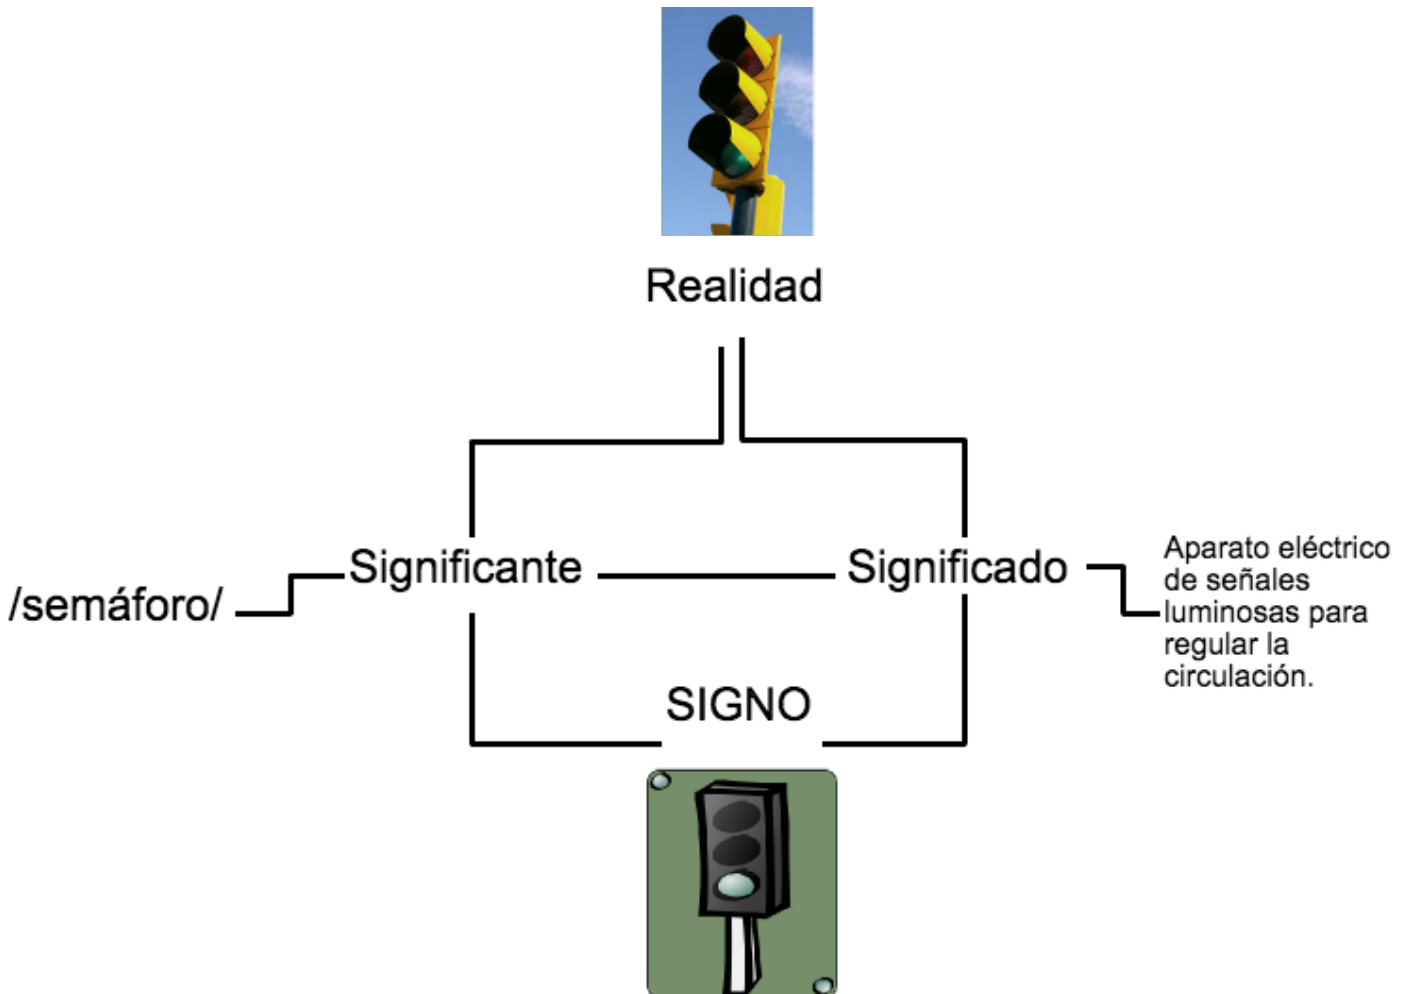 Realidad
Significante
Significado
/semáforo/
Aparato eléctrico
de señales
luminosas para
regular la
circulación.
SIGNO